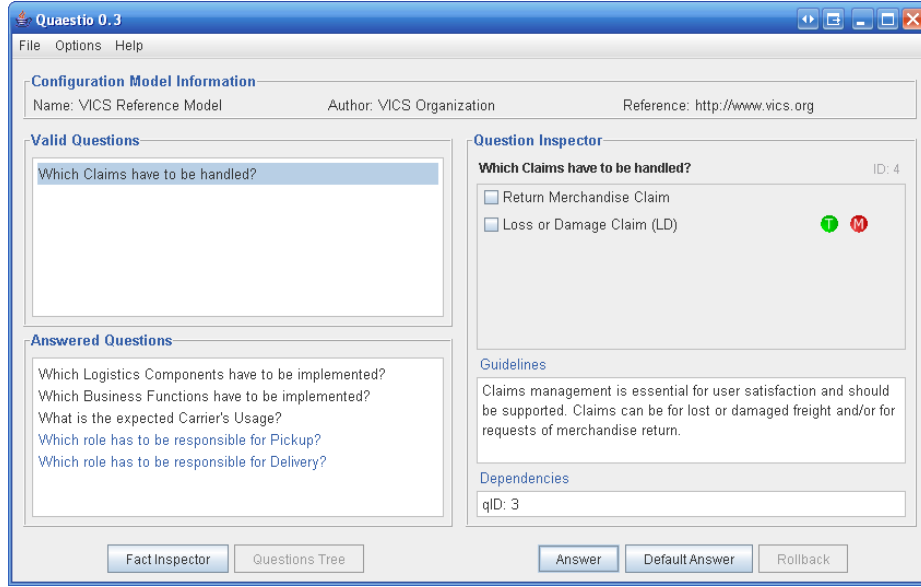 Quaestio 0.3
File Options Help
Configuration Model Information
Name: VICS Reference Model Author: VICS Organization Reference: http://www.vics.org
Valid Questions
Which Claims have to be handled?
Answered Questions
Which Logistics Components have to be implemented?
Which Business Functions have to be implemented?
What is the expected Carrier's Usage?
Which role has to be responsible for Pickup?
Which role has to be responsible for Delivery?
Fact Inspector Questions Tree
Question Inspector
Which Claims have to be handled? ID: 4
Return Merchandise Claim
Loss or Damage Claim (LD) T M
Guidelines
Claims management is essential for user satisfaction and should
be supported. Claims can be for lost or damaged freight and/or for
requests of merchandise return.
Dependencies
qID: 3
Answer Default Answer Rollback